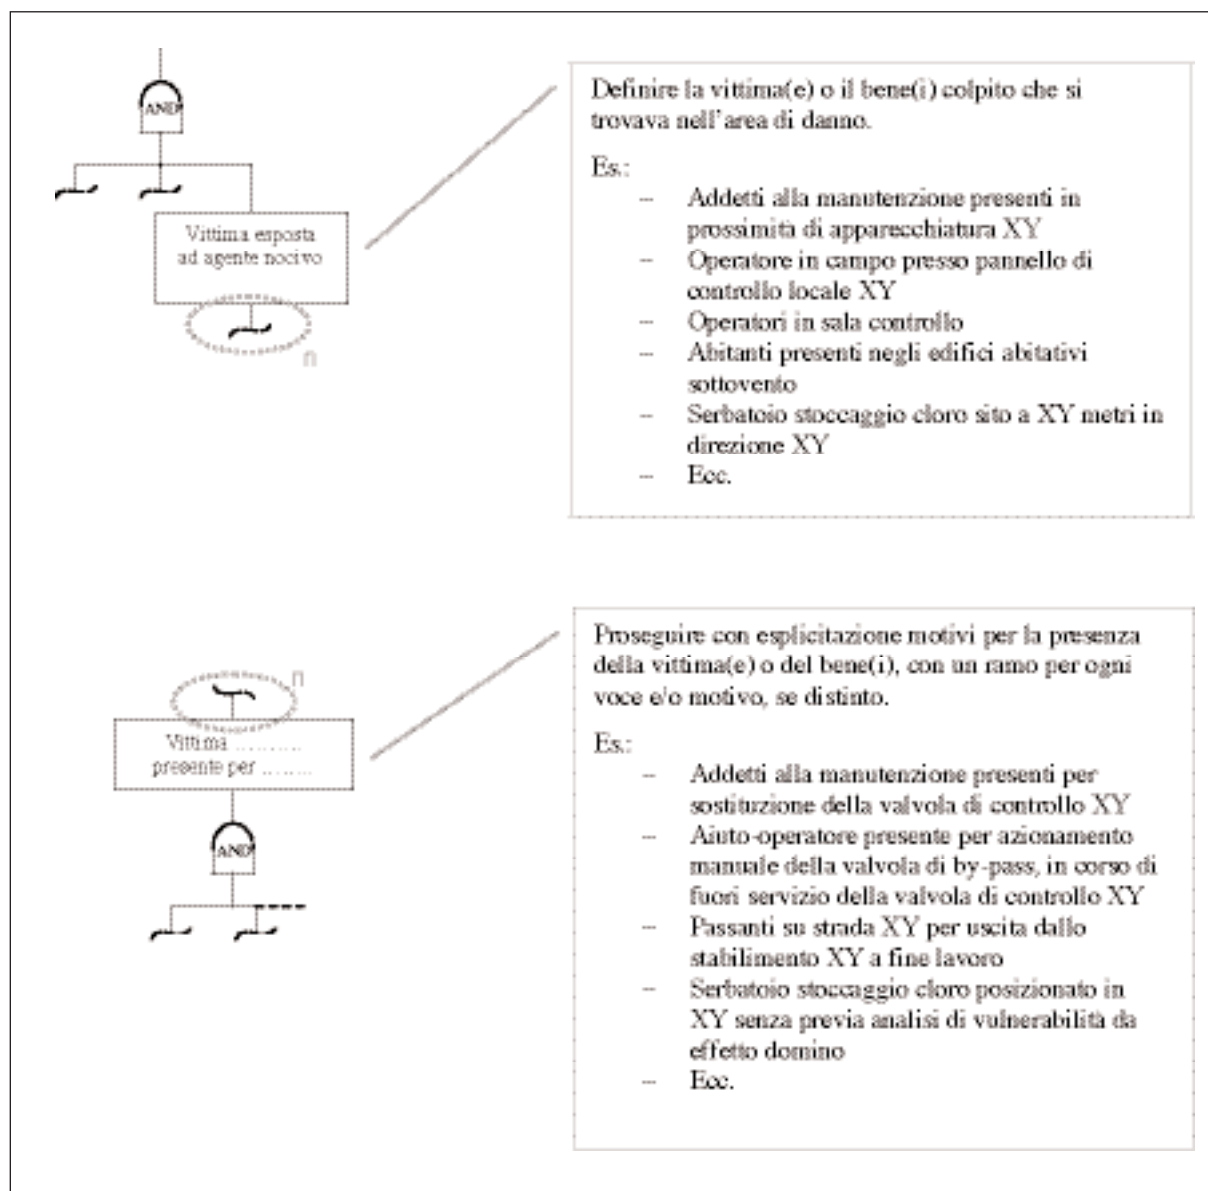 AND
Vittima esposta
ad agente nocivo
n
Definire la vittima(e) o il bene(i) colpito che si
trovava nell'area di danno.
Es.:
– Addetti alla manutenzione presenti in
prossimità di apparecchiatura XY
– Operatore in campo presso pannello di
controllo locale XY
– Operatori in sala controllo
– Abitanti presenti negli edifici abitativi
sottovento
– Serbatoio stoccaggio cloro sito a XY metri in
direzione XY
– Ecc.
n
Vittima ..........
presente per ........
AND
Proseguire con esplicitazione motivi per la presenza
della vittima(e) o del bene(i), con un ramo per ogni
voce e/o motivo, se distinto.
Es.:
– Addetti alla manutenzione presenti per
sostituzione della valvola di controllo XY
– Aiuto-operatore presente per azionamento
manuale della valvola di by-pass, in corso di
fuori servizio della valvola di controllo XY
– Passanti su strada XY per uscita dallo
stabilimento XY a fine lavoro
– Serbatoio stoccaggio cloro posizionato in
XY senza previa analisi di vulnerabilità da
effetto domino
– Ecc.